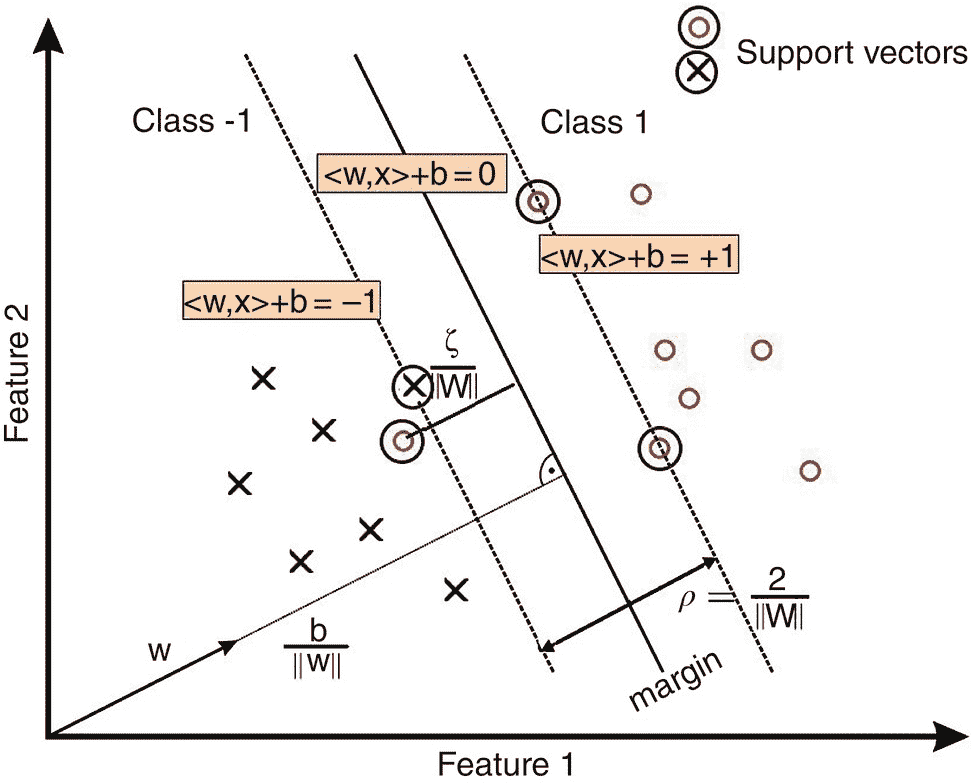 Support vectors
Class -1
Class 1
<w,x>+b = 0
<w,x>+b = +1
<w,x>+b = −1
ζ
||W||
Feature 2
ρ = 2
||W||
w
b
||w||
margin
Feature 1